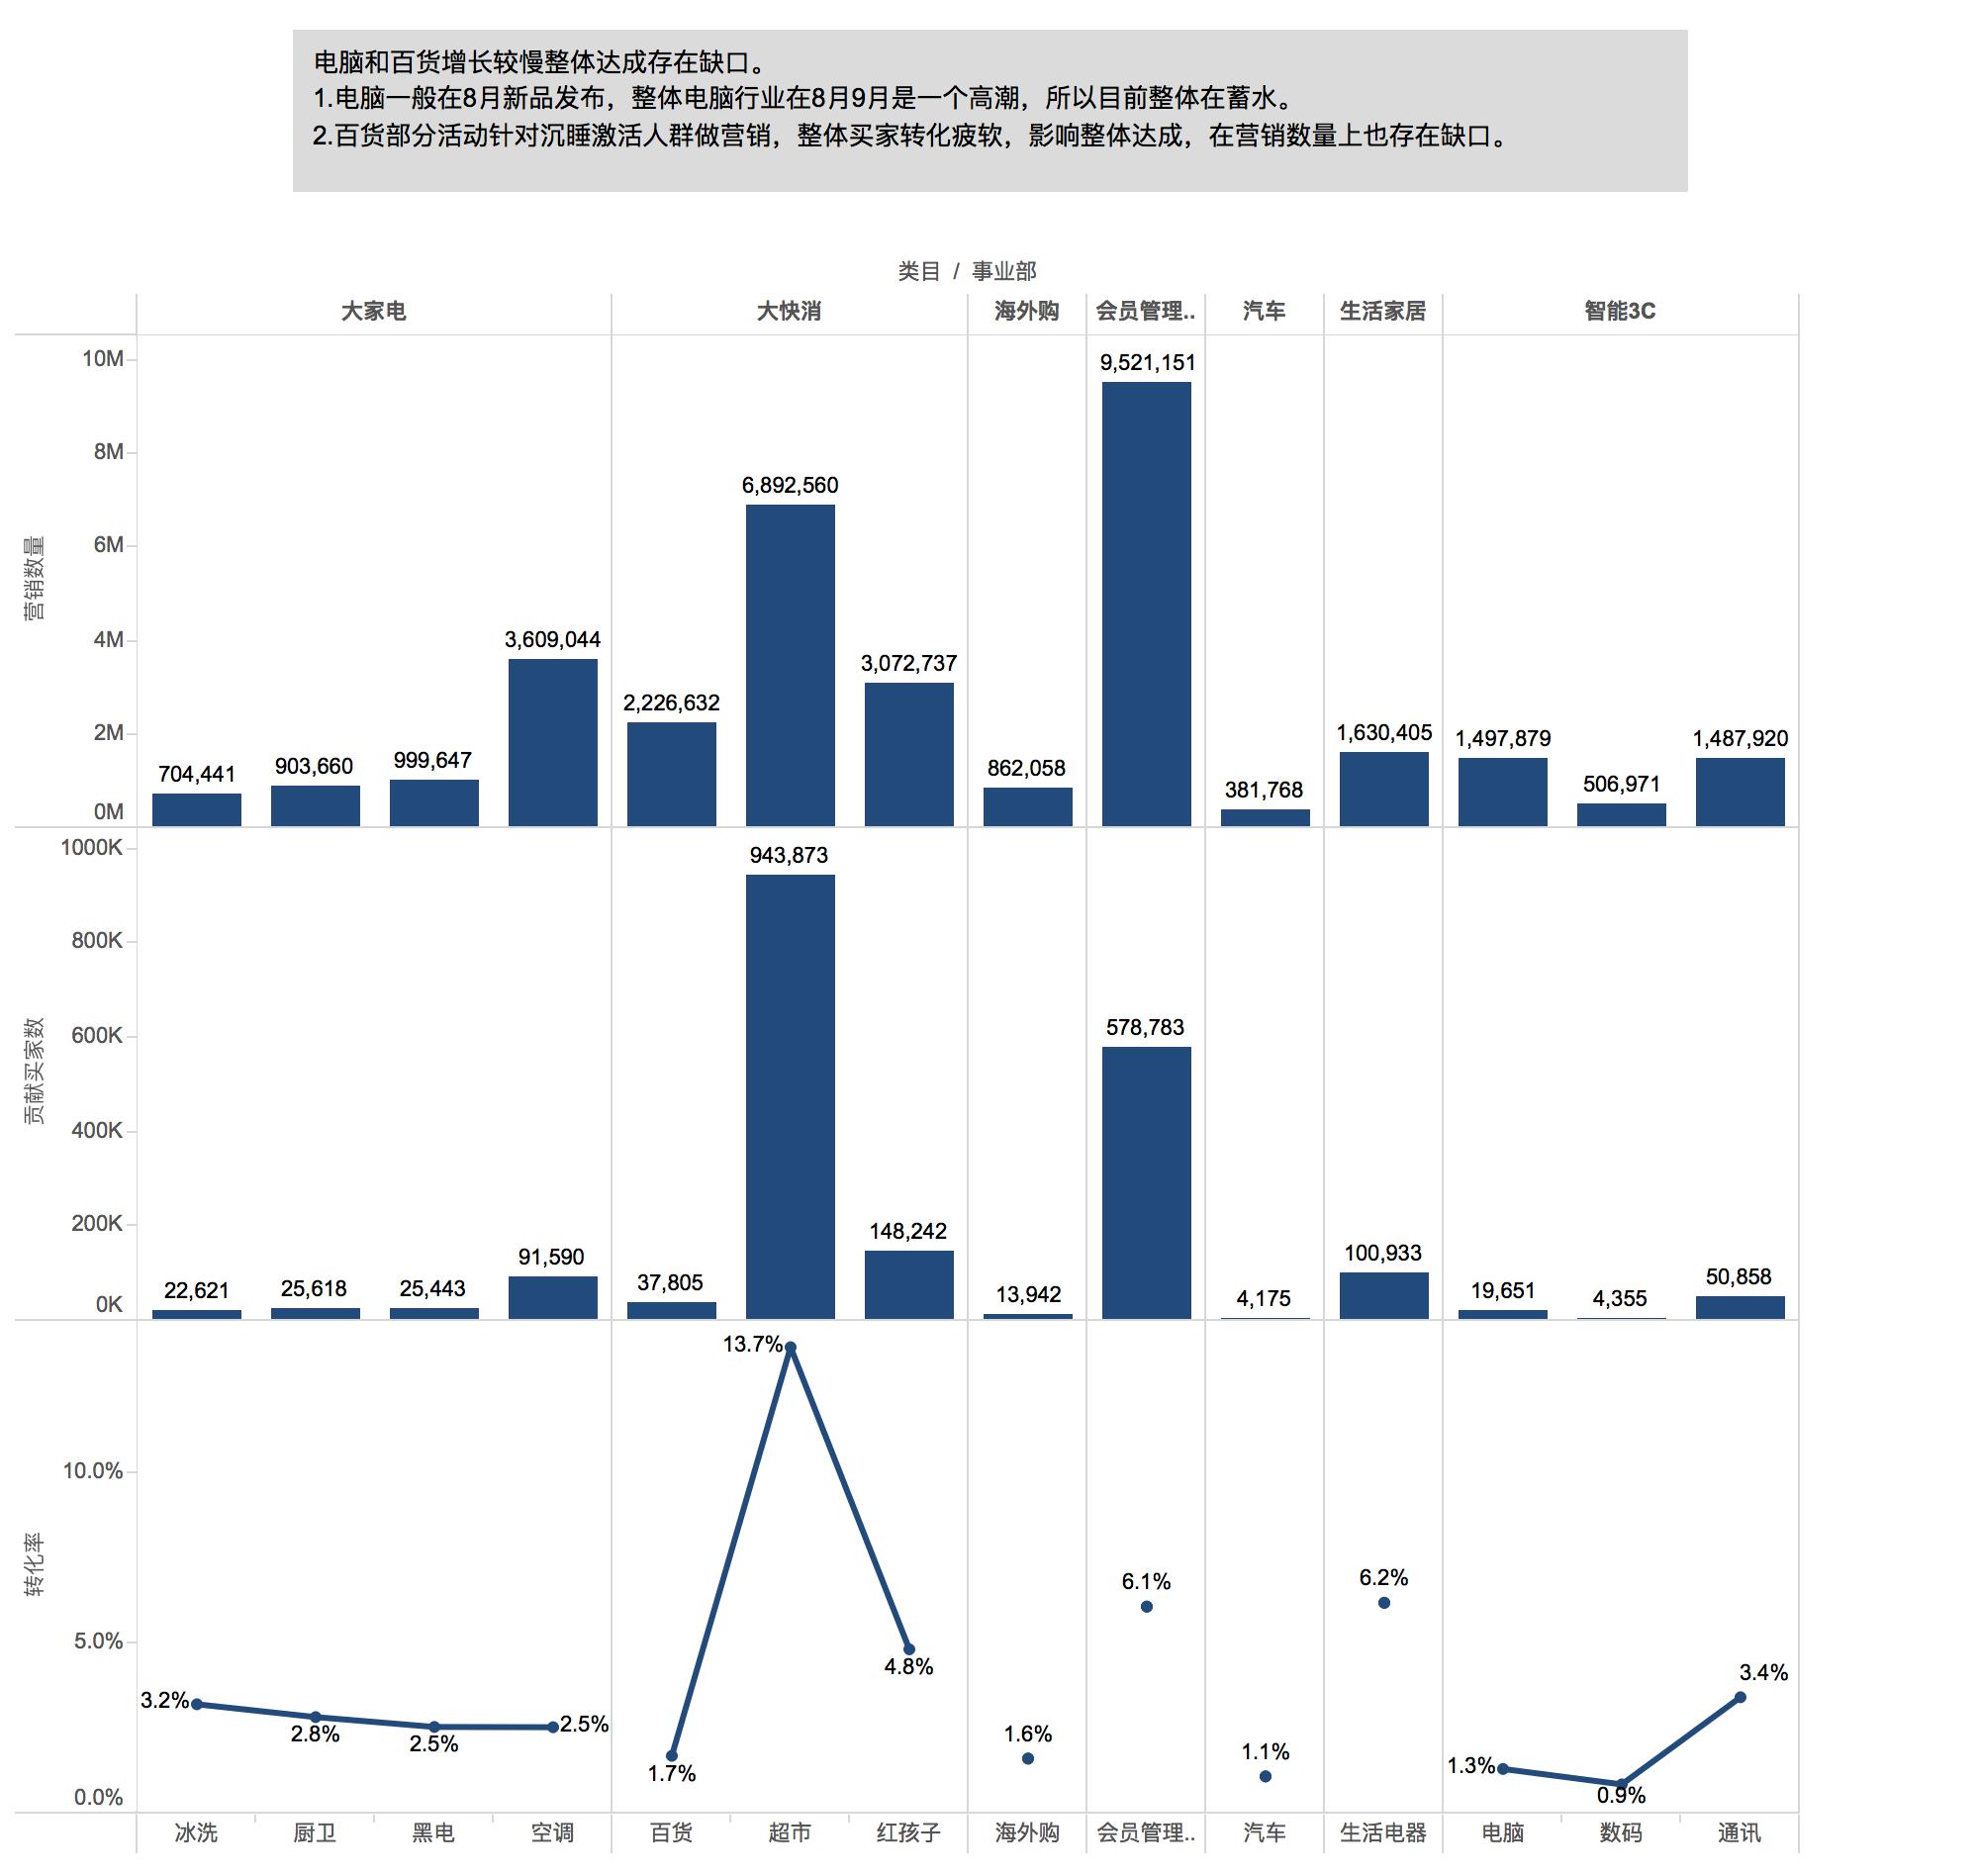 电脑和百货增长较慢整体达成存在缺口。
1.电脑一般在8月新品发布，整体电脑行业在8月9月是一个高潮，所以目前整体在蓄水。
2.百货部分活动针对沉睡激活人群做营销，整体买家转化疲软，影响整体达成，在营销数量上也存在缺口。
类目 / 事业部
大家电 大快消 海外购 会员管理.. 汽车 生活家居 智能3C
营销数量
10M
8M
6M
4M
2M
0M
704,441 903,660 999,647 3,609,044 2,226,632 6,892,560 3,072,737 862,058 9,521,151 381,768 1,630,405 1,497,879 506,971 1,487,920
贡献买家数
1000K
800K
600K
400K
200K
0K
22,621 25,618 25,443 91,590 37,805 943,873 148,242 13,942 578,783 4,175 100,933 19,651 4,355 50,858
转化率
10.0%
5.0%
0.0%
3.2% 2.8% 2.5% 2.5% 1.7% 13.7% 4.8% 1.6% 6.1% 1.1% 6.2% 1.3% 0.9% 3.4%
冰洗 厨卫 黑电 空调 百货 超市 红孩子 海外购 会员管理.. 汽车 生活电器 电脑 数码 通讯